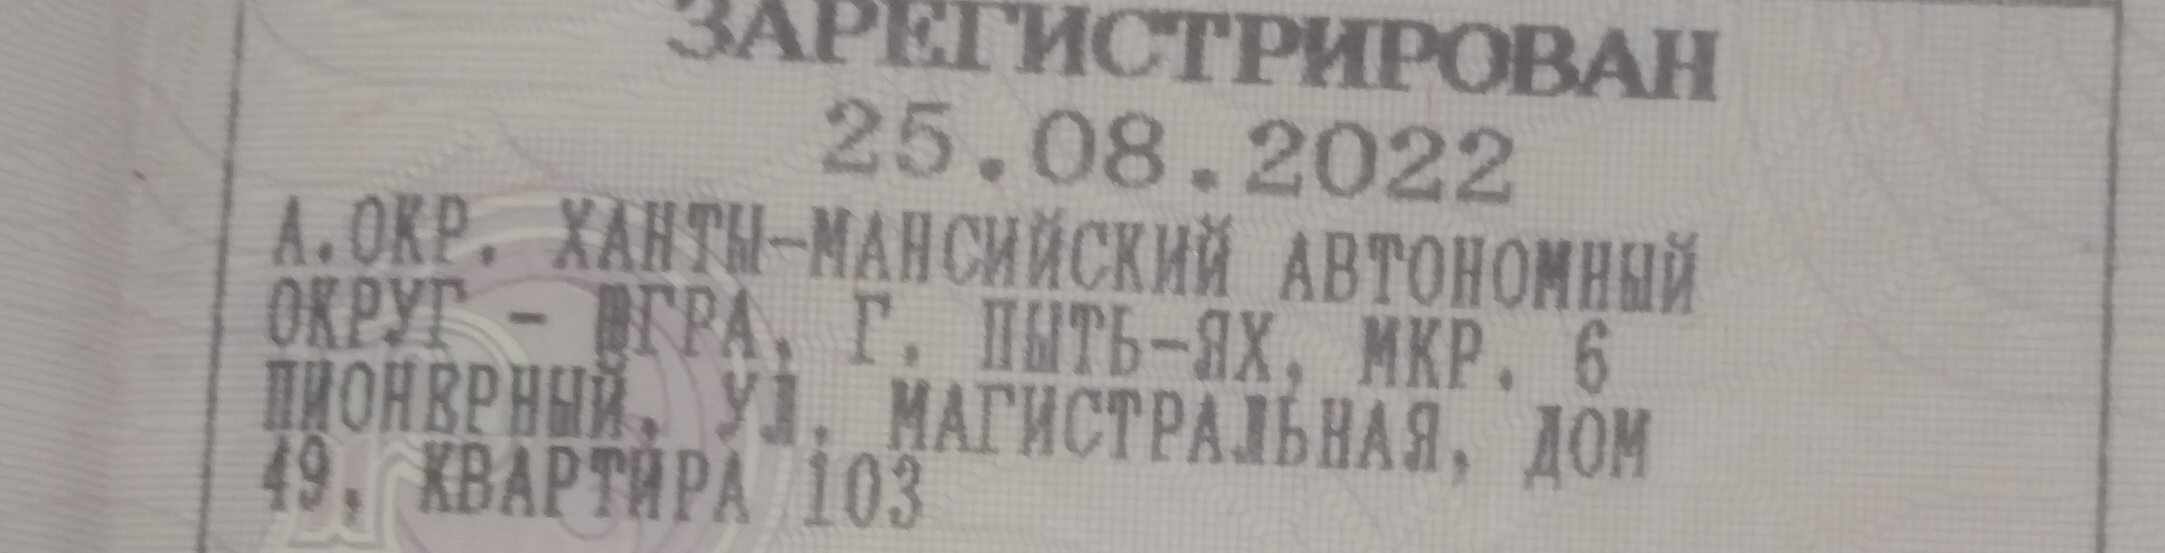 ЗАРЕГИСТРИРОВАН
25.08.2022
А.ОКР. ХАНТЫ-МАНСИЙСКИЙ АВТОНОМНЫЙ
ОКРУГ - ЮГРА, Г. ПЫТЬ-ЯХ, МКР. 6
ПИОНЕРНЫЙ, УЛ. МАГИСТРАЛЬНАЯ, ДОМ
49, КВАРТИРА 103